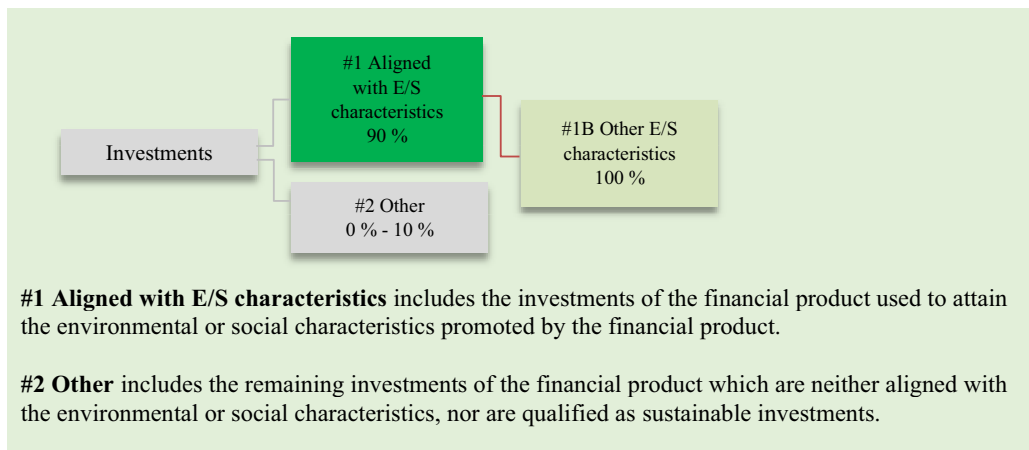 #1 Aligned
with E/S
characteristics
90 %
#1B Other E/S
characteristics
100 %
Investments
#2 Other
0 % - 10 %
#1 Aligned with E/S characteristics includes the investments of the financial product used to attain
the environmental or social characteristics promoted by the financial product.
#2 Other includes the remaining investments of the financial product which are neither aligned with
the environmental or social characteristics, nor are qualified as sustainable investments.